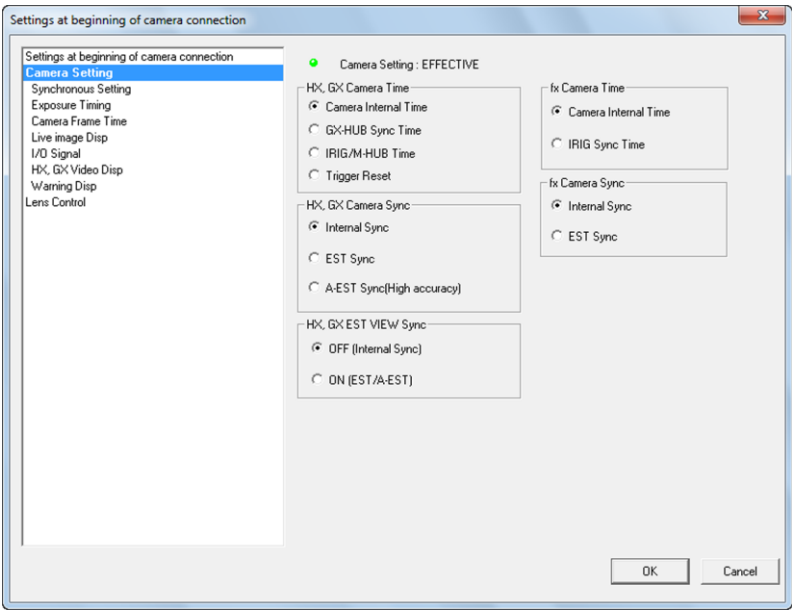 Settings at beginning of camera connection
Settings at beginning of camera connection
Camera Setting
Synchronous Setting
Exposure Timing
Camera Frame Time
Live image Disp
I/O Signal
HX, GX Video Disp
Warning Disp
Lens Control
Camera Setting : EFFECTIVE
HX, GX Camera Time
Camera Internal Time
GX-HUB Sync Time
IRIG/M-HUB Time
Trigger Reset
HX, GX Camera Sync
Internal Sync
EST Sync
A-EST Sync(High accuracy)
HX, GX EST VIEW Sync
OFF (Internal Sync)
ON (EST/A-EST)
fx Camera Time
Camera Internal Time
IRIG Sync Time
fx Camera Sync
Internal Sync
EST Sync
OK
Cancel